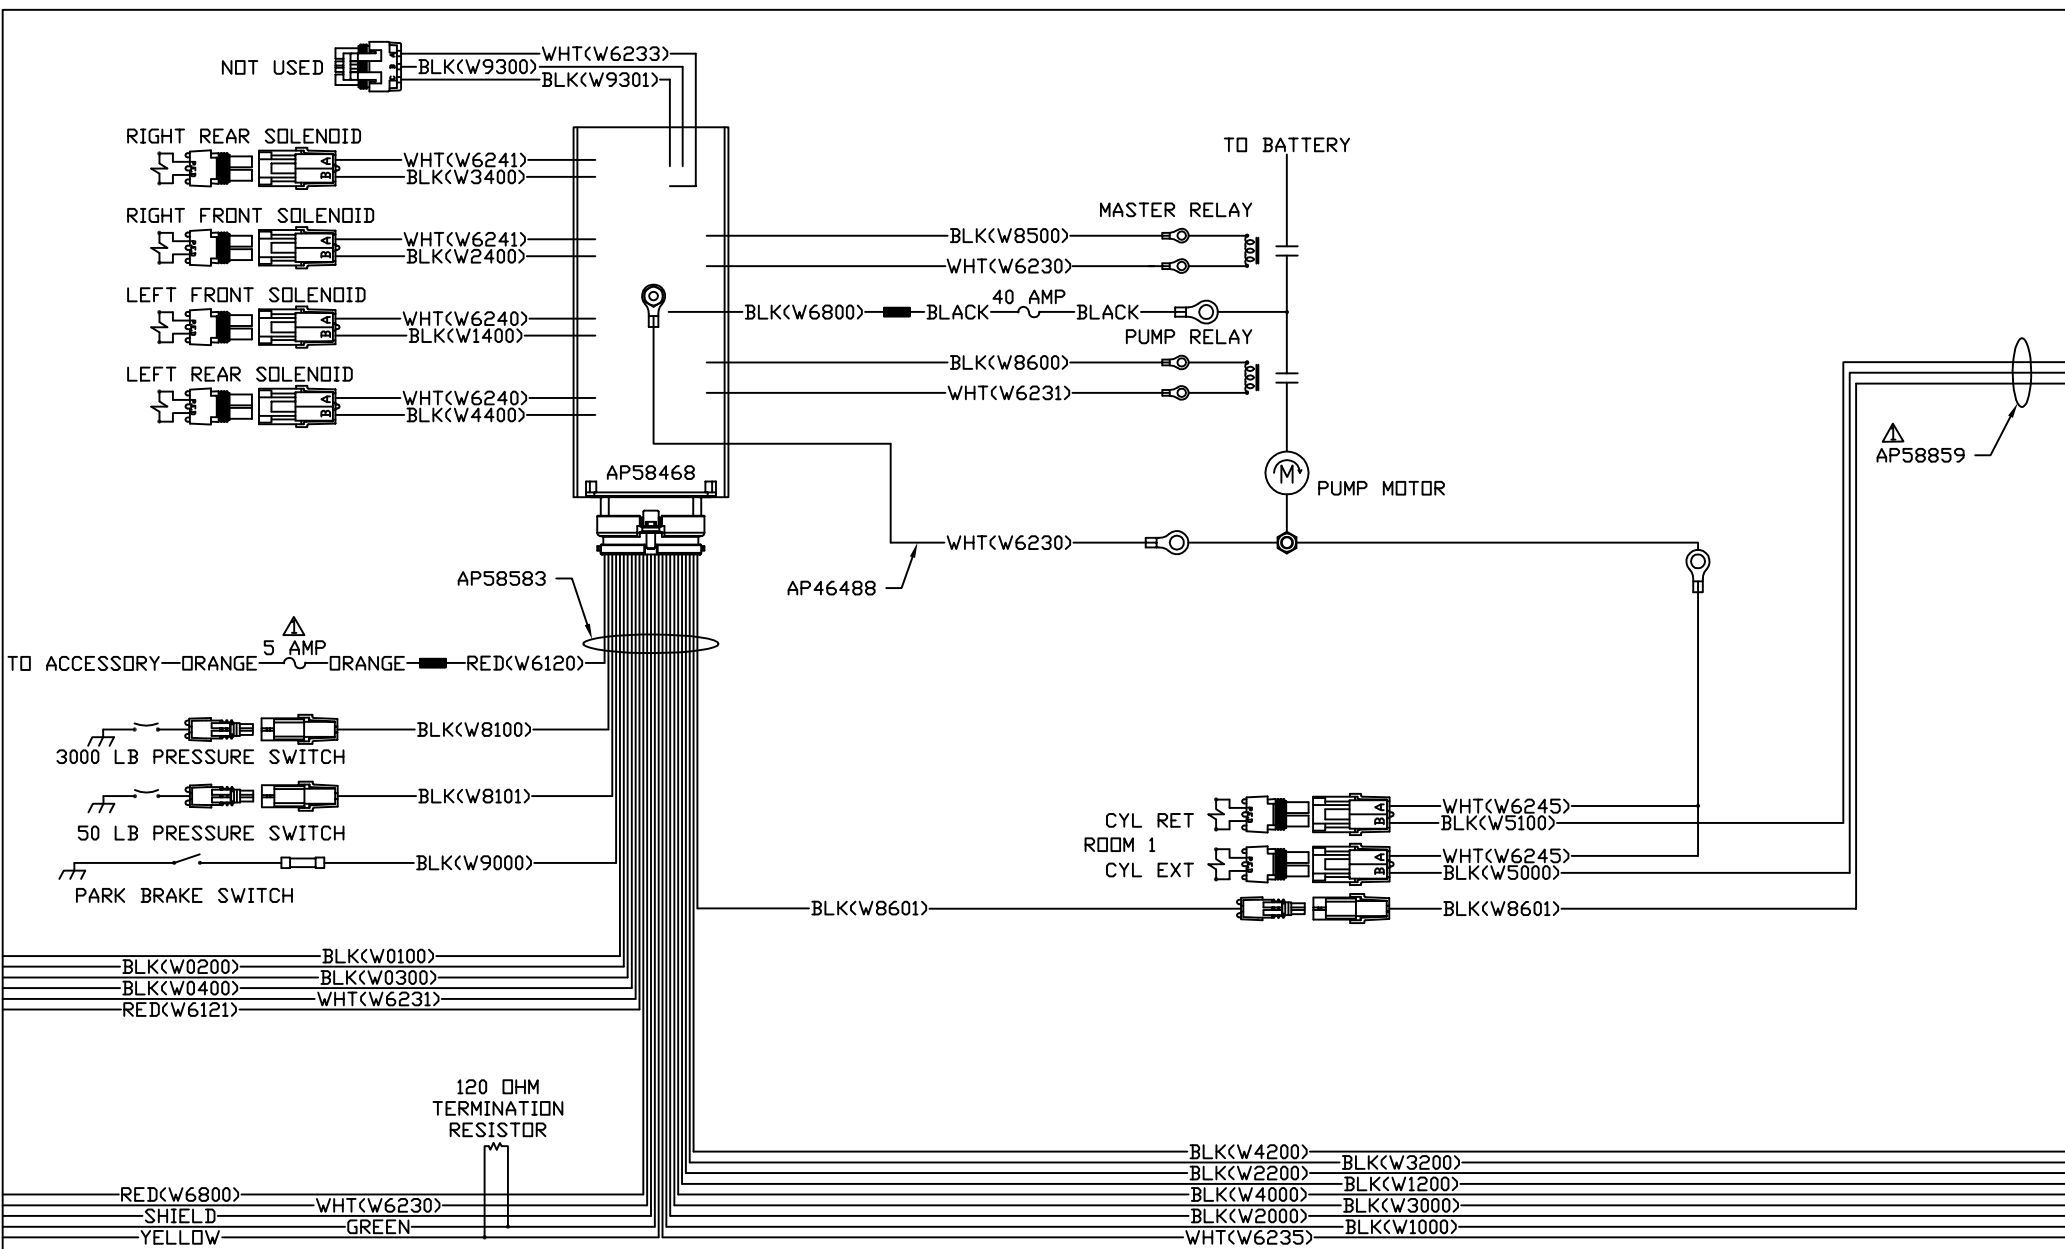 NOT USED
WHT(W6233)
BLK(W9300)
BLK(W9301)
RIGHT REAR SOLENOID
A
B
WHT(W6241)
BLK(W3400)
RIGHT FRONT SOLENOID
A
B
WHT(W6241)
BLK(W2400)
LEFT FRONT SOLENOID
A
B
WHT(W6240)
BLK(W1400)
LEFT REAR SOLENOID
A
B
WHT(W6240)
BLK(W4400)
AP58468
TO BATTERY
MASTER RELAY
BLK(W8500)
WHT(W6230)
BLK(W6800)
BLACK
40 AMP
BLACK
PUMP RELAY
BLK(W8600)
WHT(W6231)
M
PUMP MOTOR
WHT(W6230)
AP46488
1
AP58859
AP58583
1
5 AMP
TO ACCESSORY
ORANGE
ORANGE
RED(W6120)
BLK(W8100)
3000 LB PRESSURE SWITCH
BLK(W8101)
50 LB PRESSURE SWITCH
BLK(W9000)
PARK BRAKE SWITCH
CYL RET
ROOM 1
CYL EXT
A
B
WHT(W6245)
BLK(W5100)
A
B
WHT(W6245)
BLK(W5000)
BLK(W8601)
BLK(W8601)
BLK(W0100)
BLK(W0200)
BLK(W0300)
BLK(W0400)
WHT(W6231)
RED(W6121)
120 OHM
TERMINATION
RESISTOR
RED(W6800)
WHT(W6230)
SHIELD
GREEN
YELLOW
BLK(W4200)
BLK(W3200)
BLK(W2200)
BLK(W1200)
BLK(W4000)
BLK(W3000)
BLK(W2000)
BLK(W1000)
WHT(W6235)